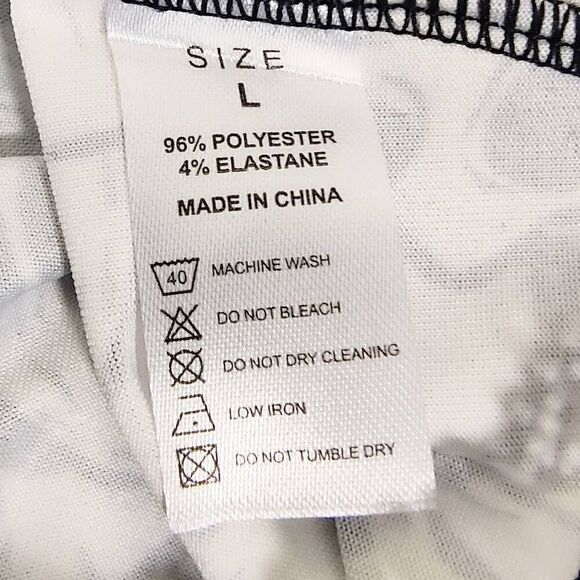 SIZE
L
96% POLYESTER
4% ELASTANE
MADE IN CHINA
40 MACHINE WASH
DO NOT BLEACH
DO NOT DRY CLEANING
LOW IRON
DO NOT TUMBLE DRY